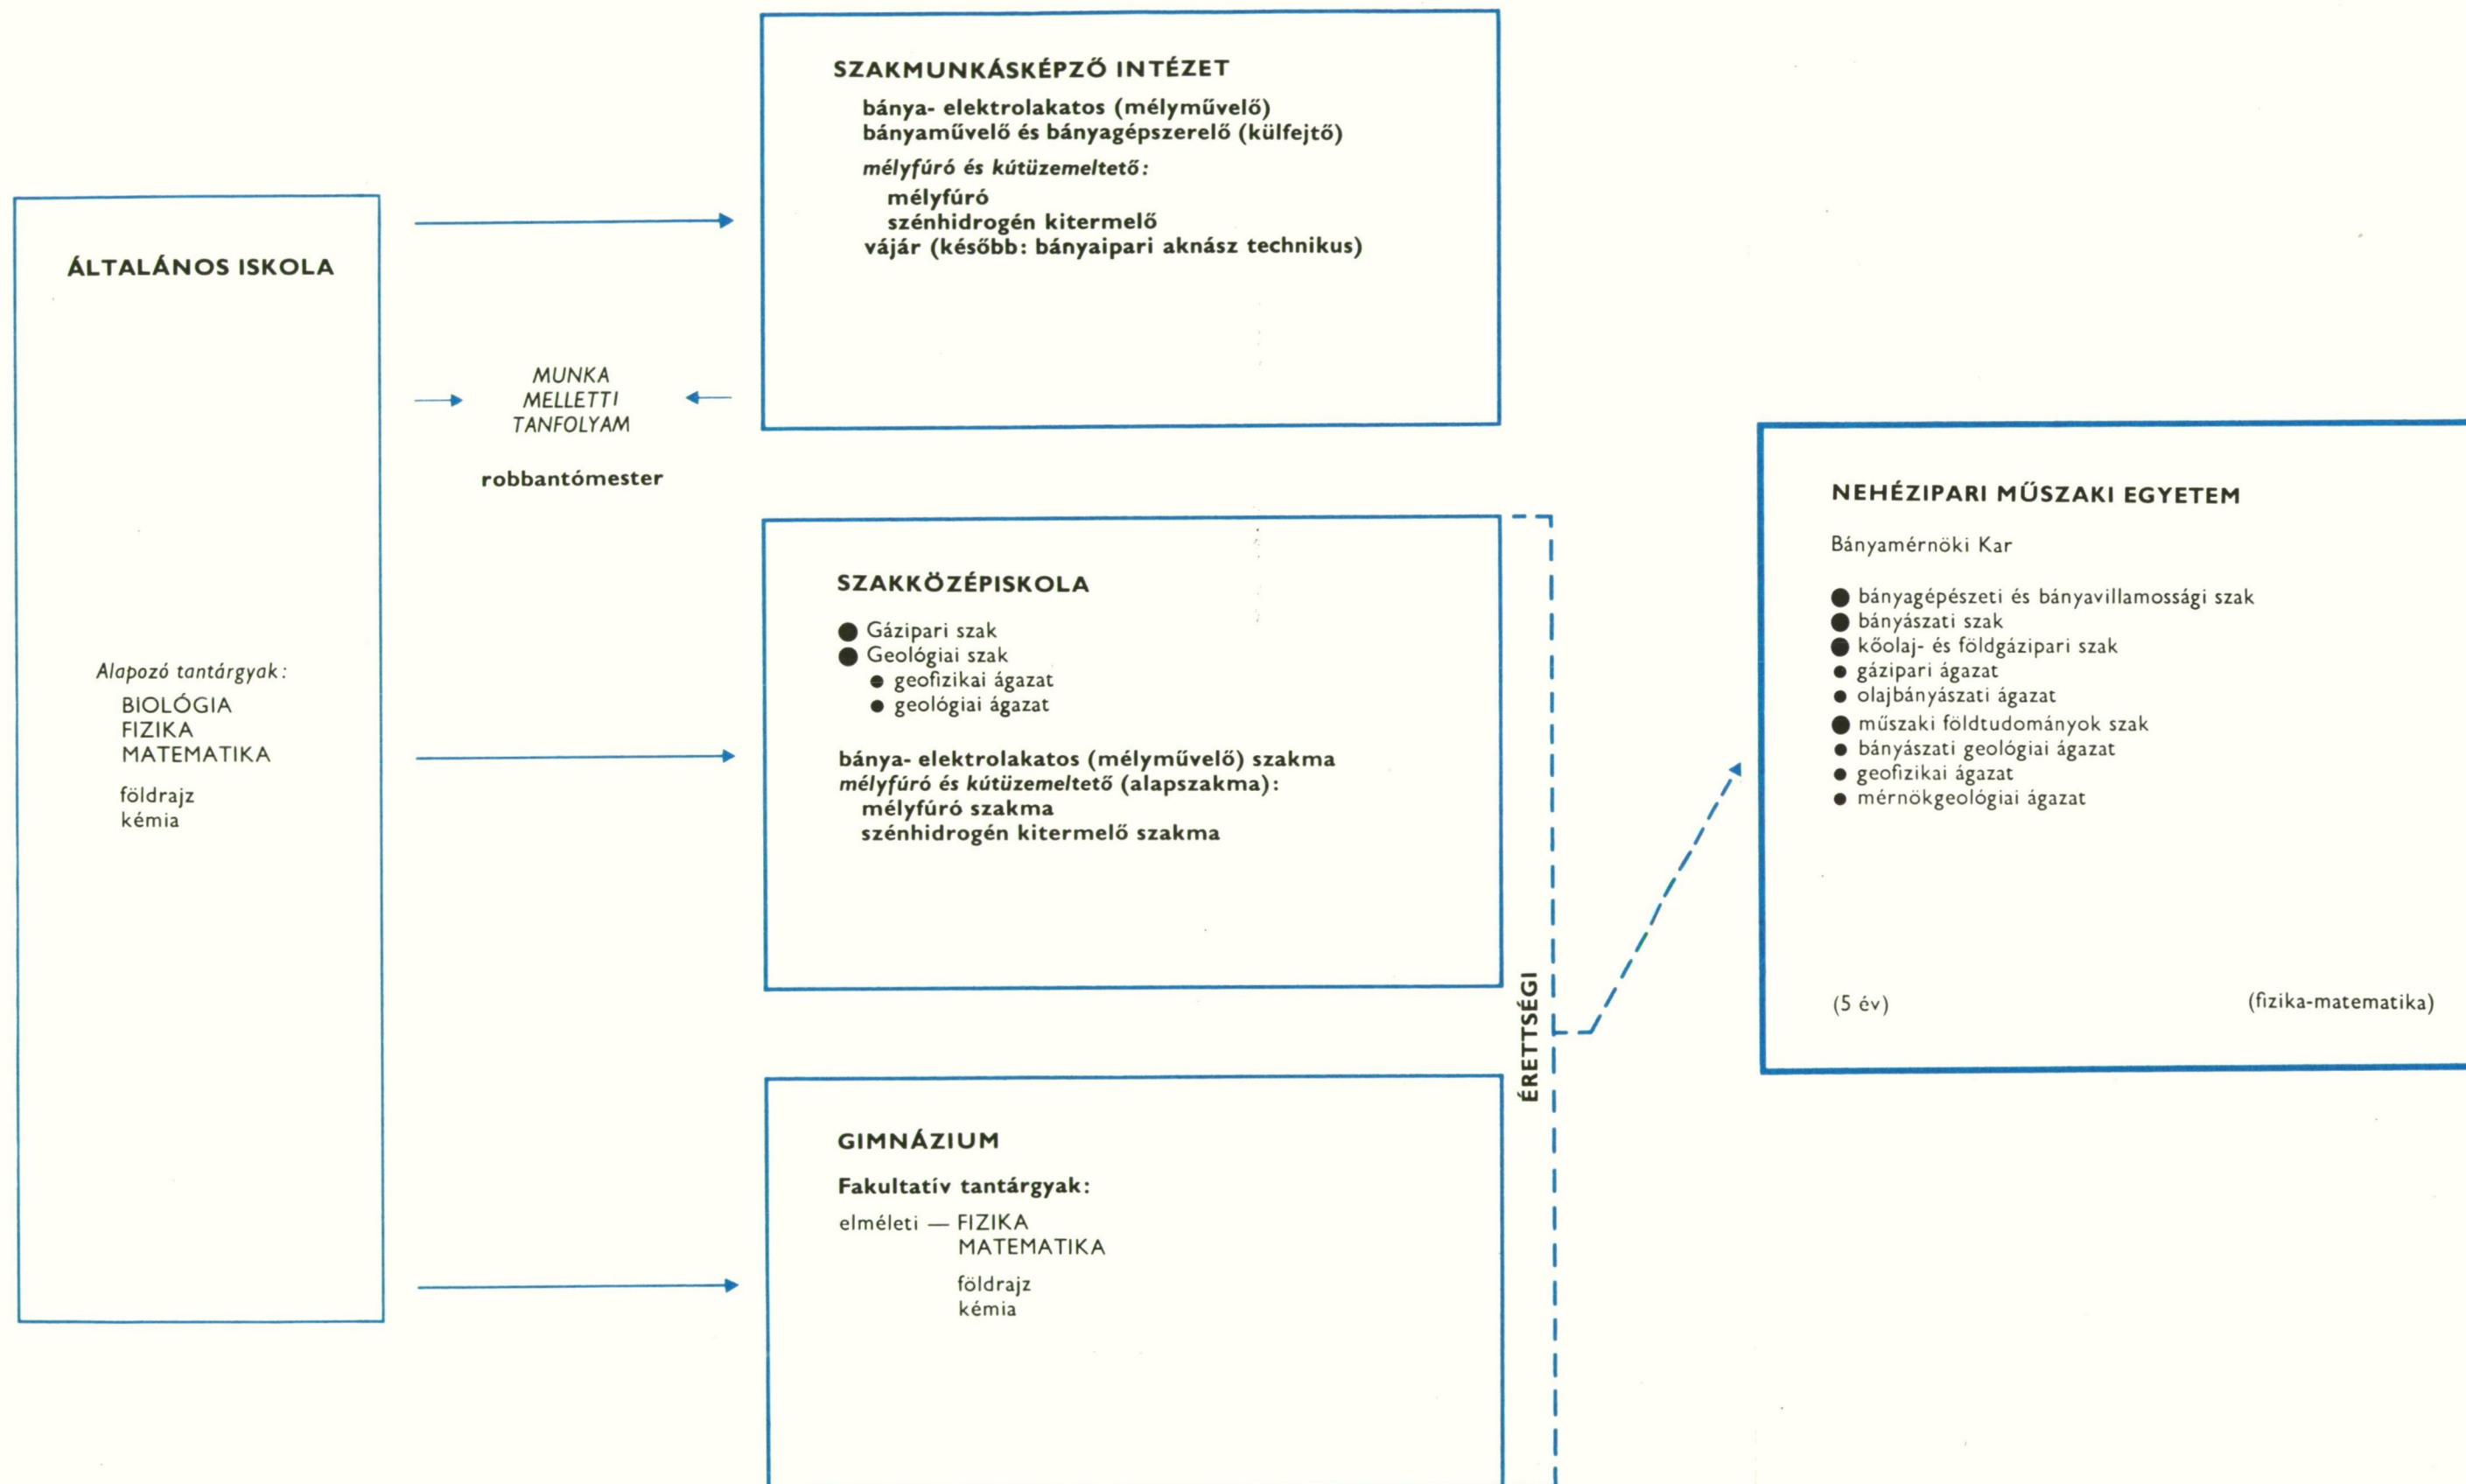 ÁLTALÁNOS ISKOLA
Alapozó tantárgyak:
BIOLÓGIA
FIZIKA
MATEMATIKA
földrajz
kémia
MUNKA
MELLETTI
TANFOLYAM
robbantómester
SZAKMUNKÁSKÉPZŐ INTÉZET
bánya- elektrolakatos (mélyművelő)
bányaművelő és bányagépszerelő (külfejtő)
mélyfúró és kútüzemeltető:
mélyfúró
szénhidrogén kitermelő
vájár (később: bányaipari aknász technikus)
SZAKKÖZÉPISKOLA
● Gázipari szak
● Geológiai szak
● geofizikai ágazat
● geológiai ágazat
bánya- elektrolakatos (mélyművelő) szakma
mélyfúró és kútüzemeltető (alapszakma):
mélyfúró szakma
szénhidrogén kitermelő szakma
GIMNÁZIUM
Fakultatív tantárgyak:
elméleti — FIZIKA
MATEMATIKA
földrajz
kémia
ÉRETTSÉGI
NEHÉZIPARI MŰSZAKI EGYETEM
Bányamérnöki Kar
● bányagépészeti és bányavillamossági szak
● bányászati szak
● kőolaj- és földgázipari szak
● gázipari ágazat
● olajbányászati ágazat
● műszaki földtudományok szak
● bányászati geológiai ágazat
● geofizikai ágazat
● mérnökgeológiai ágazat
(5 év) (fizika-matematika)